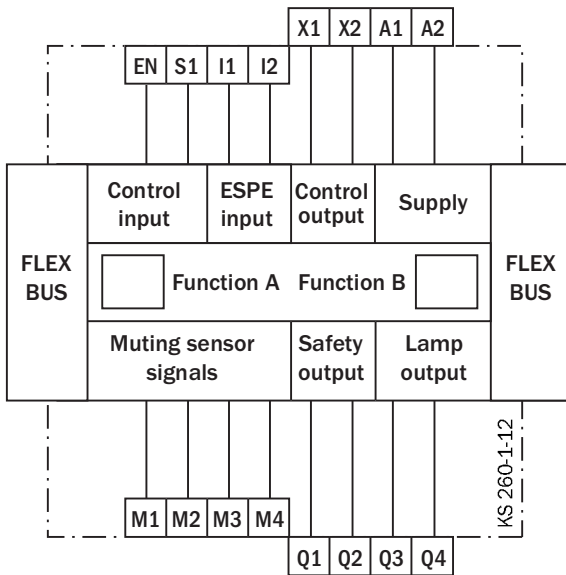 X1 X2 A1 A2
EN S1 I1 I2
Control input
ESPE input
Control output
Supply
FLEX BUS
Function A Function B
FLEX BUS
Muting sensor signals
Safety output
Lamp output
KS 260-1-12
M1 M2 M3 M4
Q1 Q2 Q3 Q4